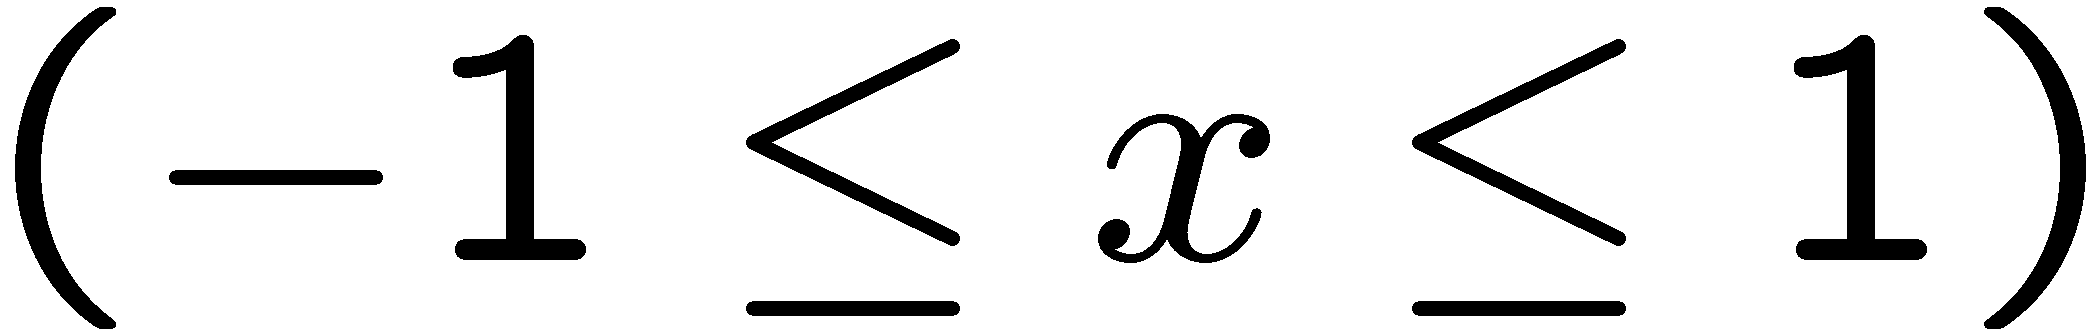 (−1 ≤ x ≤ 1)